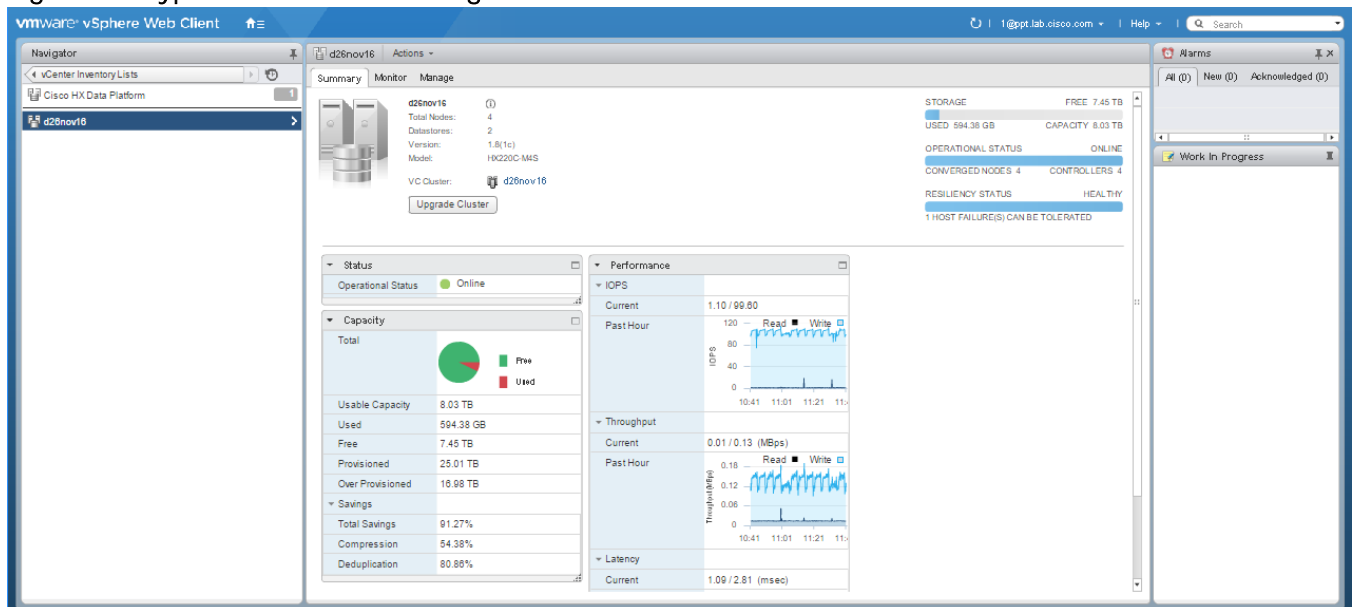 vmware® vSphere Web Client
1@ppt.lab.cisco.com | Help | Search
Navigator
vCenter Inventory Lists
Cisco HX Data Platform 1
d26nov16
d26nov16 Actions
Summary Monitor Manage
d26nov16
Total Nodes: 4
Datastores: 2
Version: 1.8(1c)
Model: HX220C-M4S
VC Cluster: d26nov16
Upgrade Cluster
STORAGE FREE 7.45 TB
USED 594.38 GB CAPACITY 8.03 TB
OPERATIONAL STATUS ONLINE
CONVERGED NODES 4 CONTROLLERS 4
RESILIENCY STATUS HEALTHY
1 HOST FAILURE(S) CAN BE TOLERATED
Status
Operational Status Online
Capacity
Total
Free
Used
Usable Capacity 8.03 TB
Used 594.38 GB
Free 7.45 TB
Provisioned 25.01 TB
Over Provisioned 16.98 TB
Savings
Total Savings 91.27%
Compression 54.38%
Deduplication 80.86%
Performance
IOPS
Current 1.10 / 99.60
Past Hour
Read Write
120
80
40
0
IOPS
10:41 11:01 11:21 11:
Throughput
Current 0.01 / 0.13 (MBps)
Past Hour
Read Write
0.18
0.12
0.06
0
Throughput (MBps)
10:41 11:01 11:21 11:
Latency
Current 1.09 / 2.81 (msec)
Alarms
All (0) New (0) Acknowledged (0)
Work In Progress